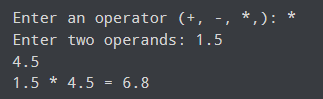 Enter an operator (+, -, *,): *
Enter two operands: 1.5
4.5
1.5 * 4.5 = 6.8